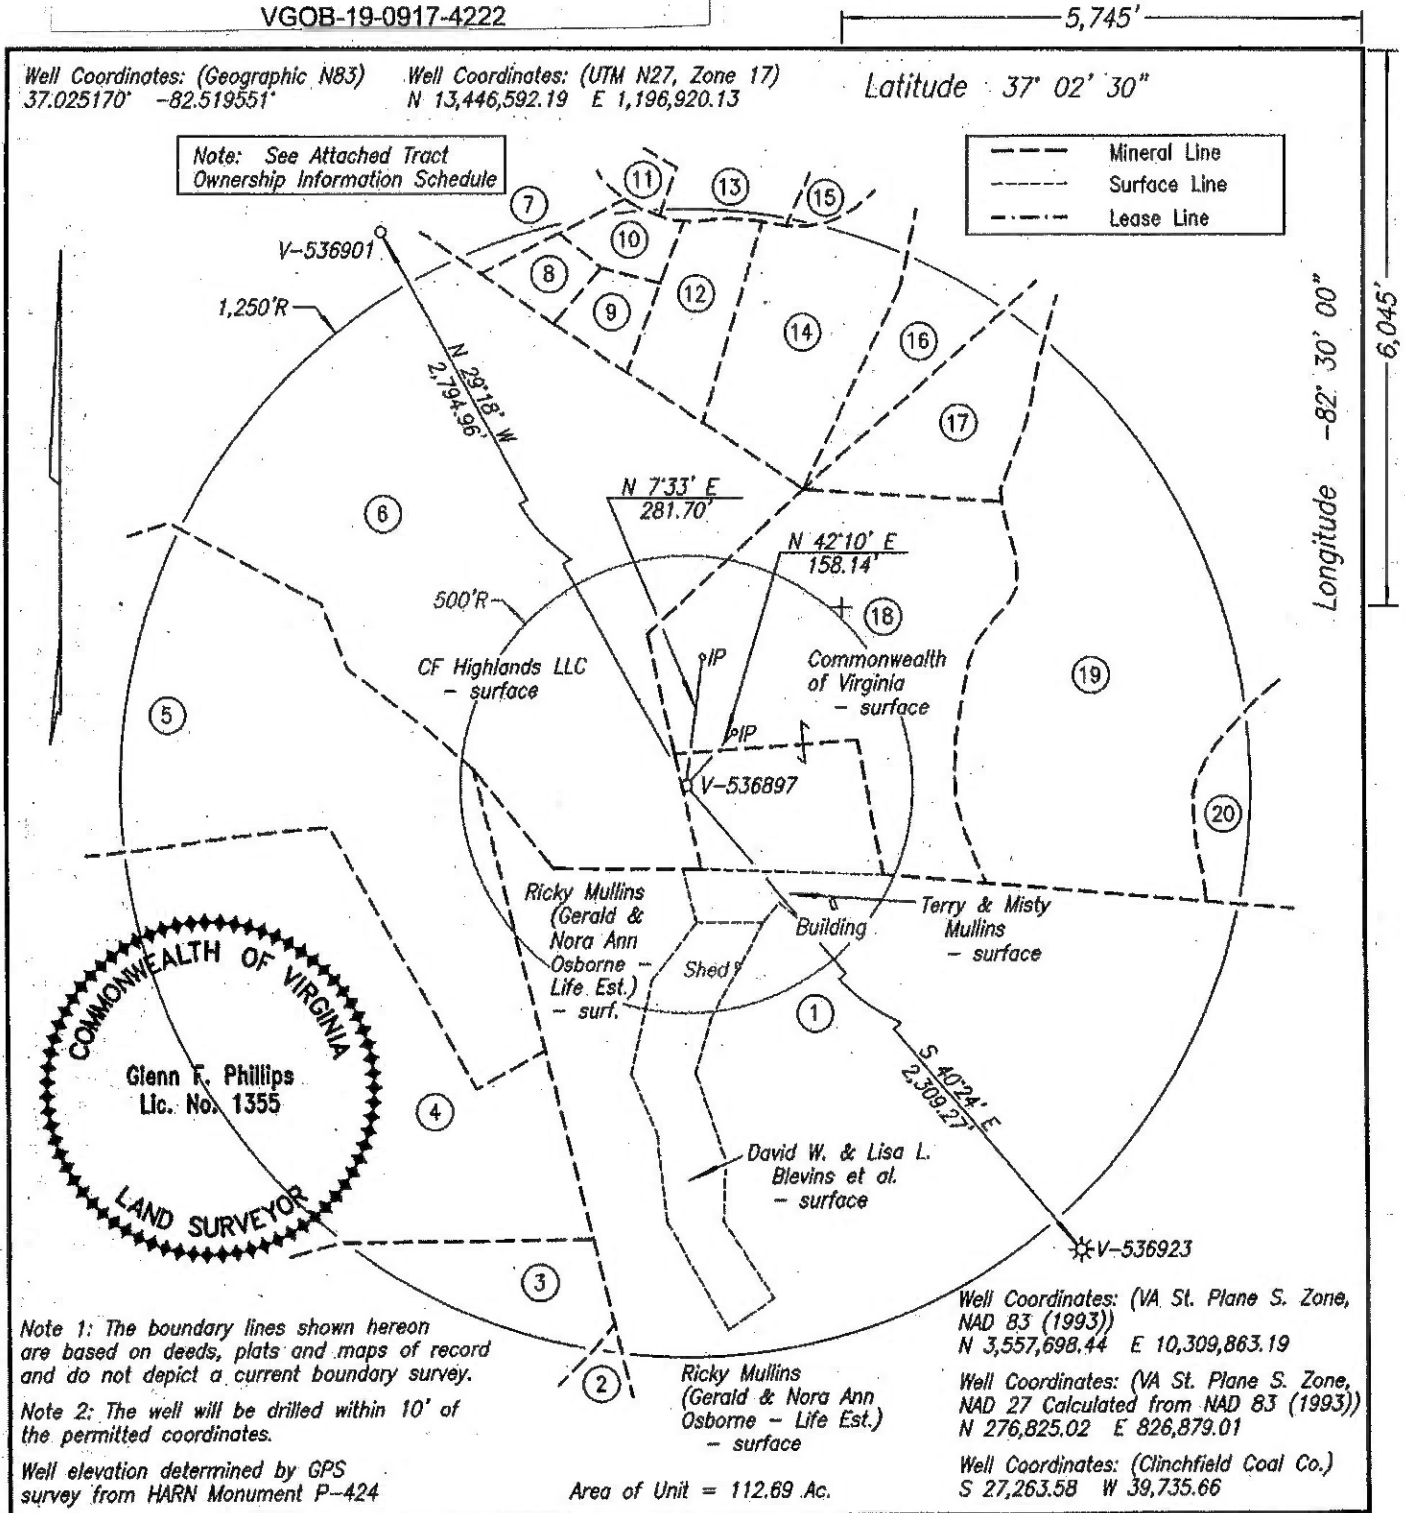 VGOB-19-0917-4222
5,745'
Well Coordinates: (Geographic N83)
37.025170° -82.519551°
Well Coordinates: (UTM N27, Zone 17)
N 13,446,592.19 E 1,196,920.13
Latitude 37° 02' 30"
Note: See Attached Tract
Ownership Information Schedule
Mineral Line
Surface Line
Lease Line
6,045'
Longitude -82° 30' 00"
7
11
13
15
V-536901
10
8
9
12
14
16
17
1,250'R
N 29°18' W
2,794.96'
N 7°33' E
281.70'
6
N 42°10' E
158.14'
500'R
18
IP
CF Highlands LLC
- surface
Commonwealth
of Virginia
- surface
19
5
IP
V-536897
20
Ricky Mullins
(Gerald &
Nora Ann
Osborne -
Life Est.)
- surf.
Building
Terry & Misty
Mullins
- surface
Shed
1
COMMONWEALTH OF VIRGINIA
Glenn F. Phillips
Lic. No. 1355
LAND SURVEYOR
4
S 40°24' E
2,309.27'
David W. & Lisa L.
Blevins et al.
- surface
V-536923
3
2
Note 1: The boundary lines shown hereon
are based on deeds, plats and maps of record
and do not depict a current boundary survey.
Note 2: The well will be drilled within 10' of
the permitted coordinates.
Well elevation determined by GPS
survey from HARN Monument P-424
Ricky Mullins
(Gerald & Nora Ann
Osborne - Life Est.)
- surface
Area of Unit = 112.69 Ac.
Well Coordinates: (VA St. Plane S. Zone,
NAD 83 (1993))
N 3,557,698.44 E 10,309,863.19
Well Coordinates: (VA St. Plane S. Zone,
NAD 27 Calculated from NAD 83 (1993))
N 276,825.02 E 826,879.01
Well Coordinates: (Clinchfield Coal Co.)
S 27,263.58 W 39,735.66